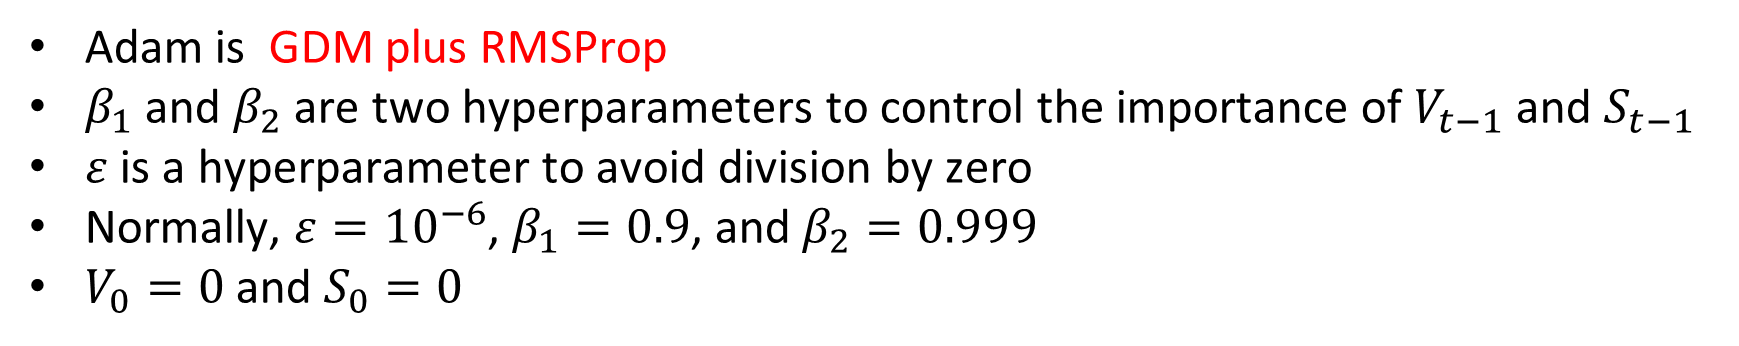 • Adam is GDM plus RMSProp
• β₁ and β₂ are two hyperparameters to control the importance of Vₜ₋₁ and Sₜ₋₁
• ε is a hyperparameter to avoid division by zero
• Normally, ε = 10⁻⁶, β₁ = 0.9, and β₂ = 0.999
• V₀ = 0 and S₀ = 0